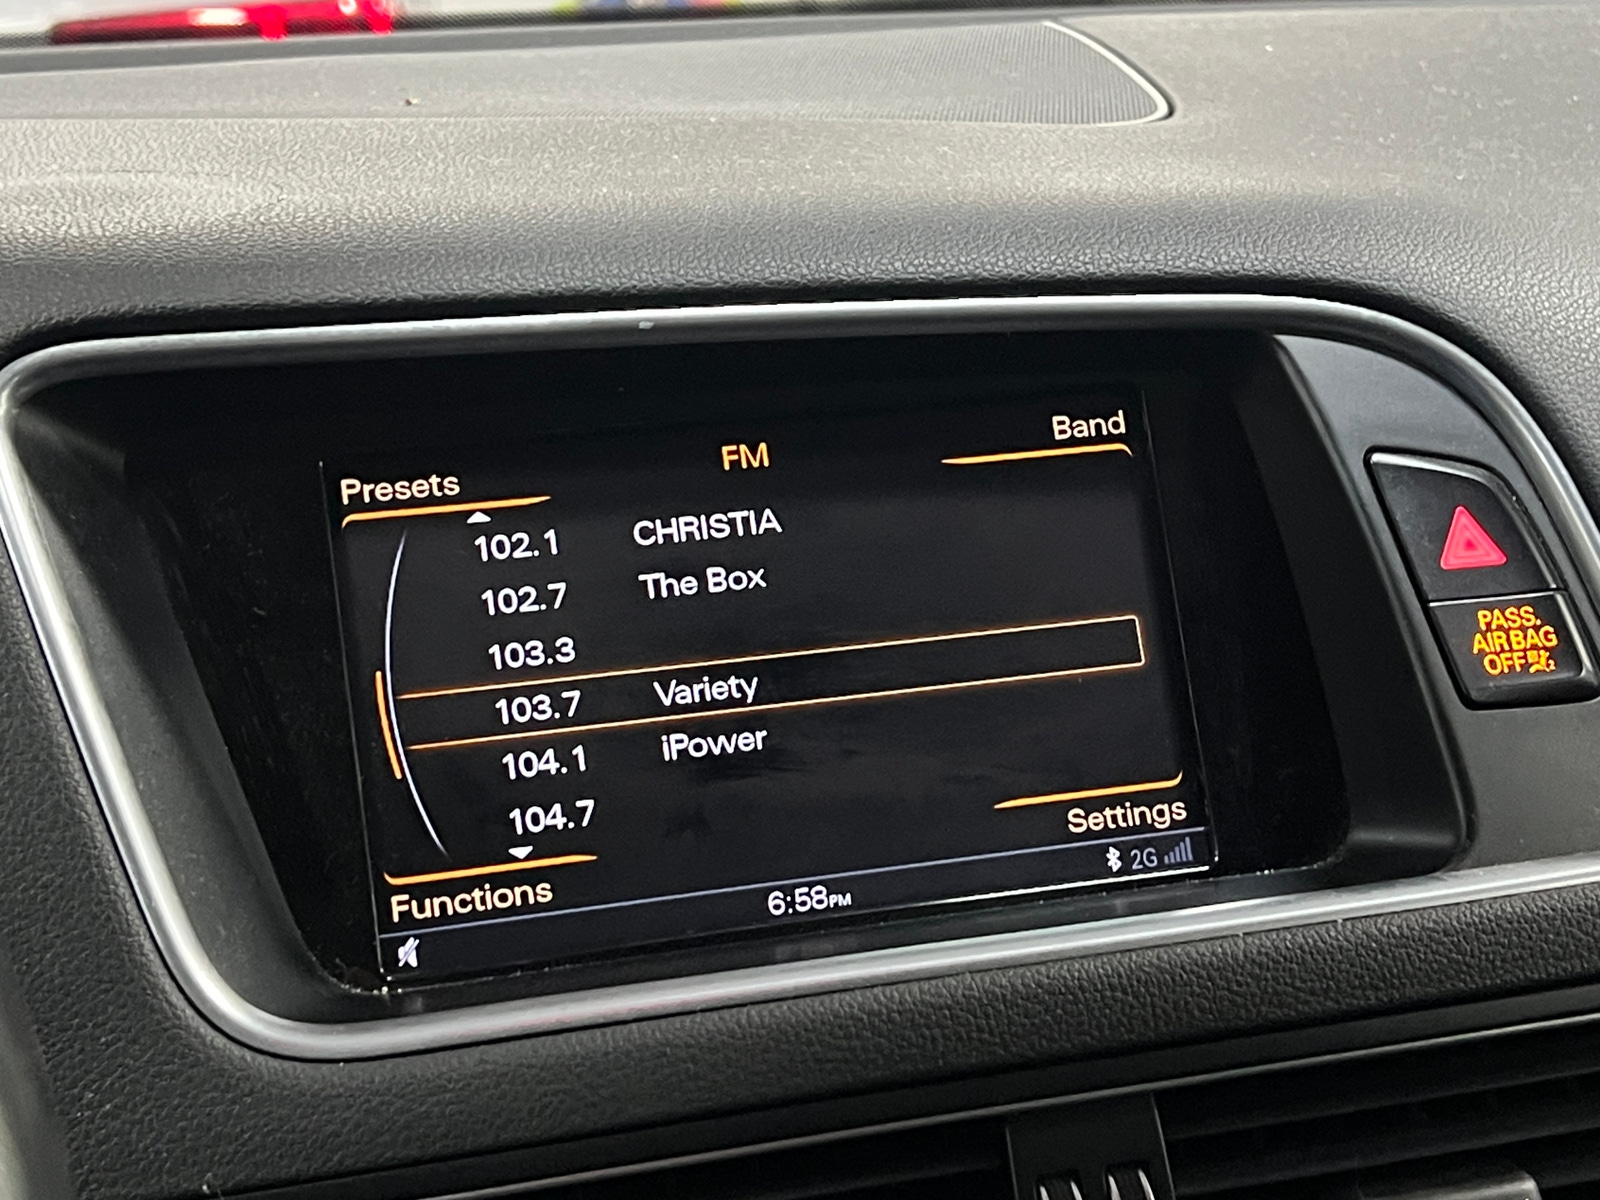 Band
FM
Presets
102.1 CHRISTIA
102.7 The Box
103.3
103.7 Variety
104.1 iPower
104.7
Settings
Functions
6:58PM
2G
PASS.
AIR BAG
OFF